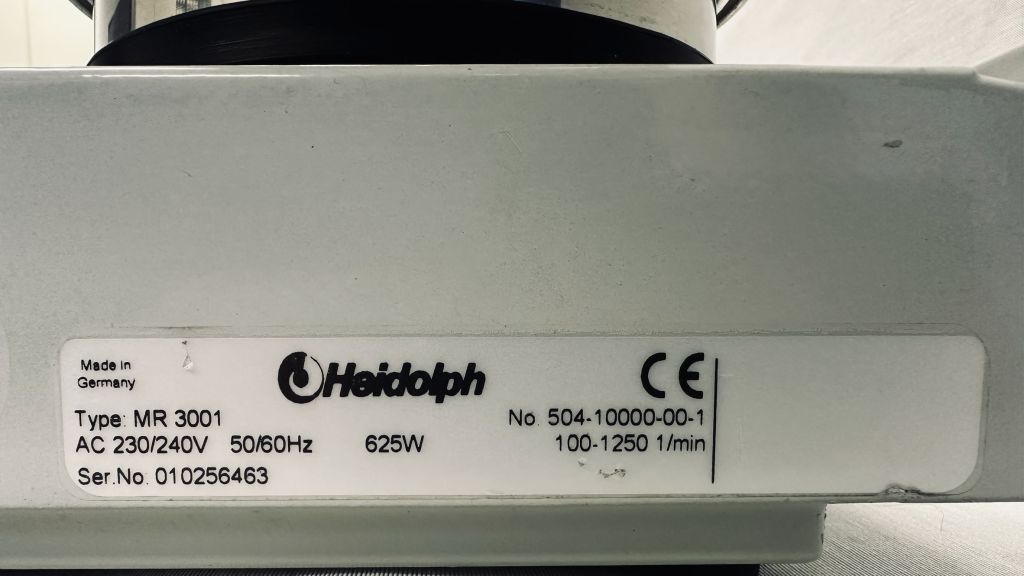 Made in
Germany
Heidolph
CE
Type: MR 3001
No. 504-10000-00-1
AC 230/240V 50/60Hz 625W
100-1250 1/min
Ser.No. 010256463